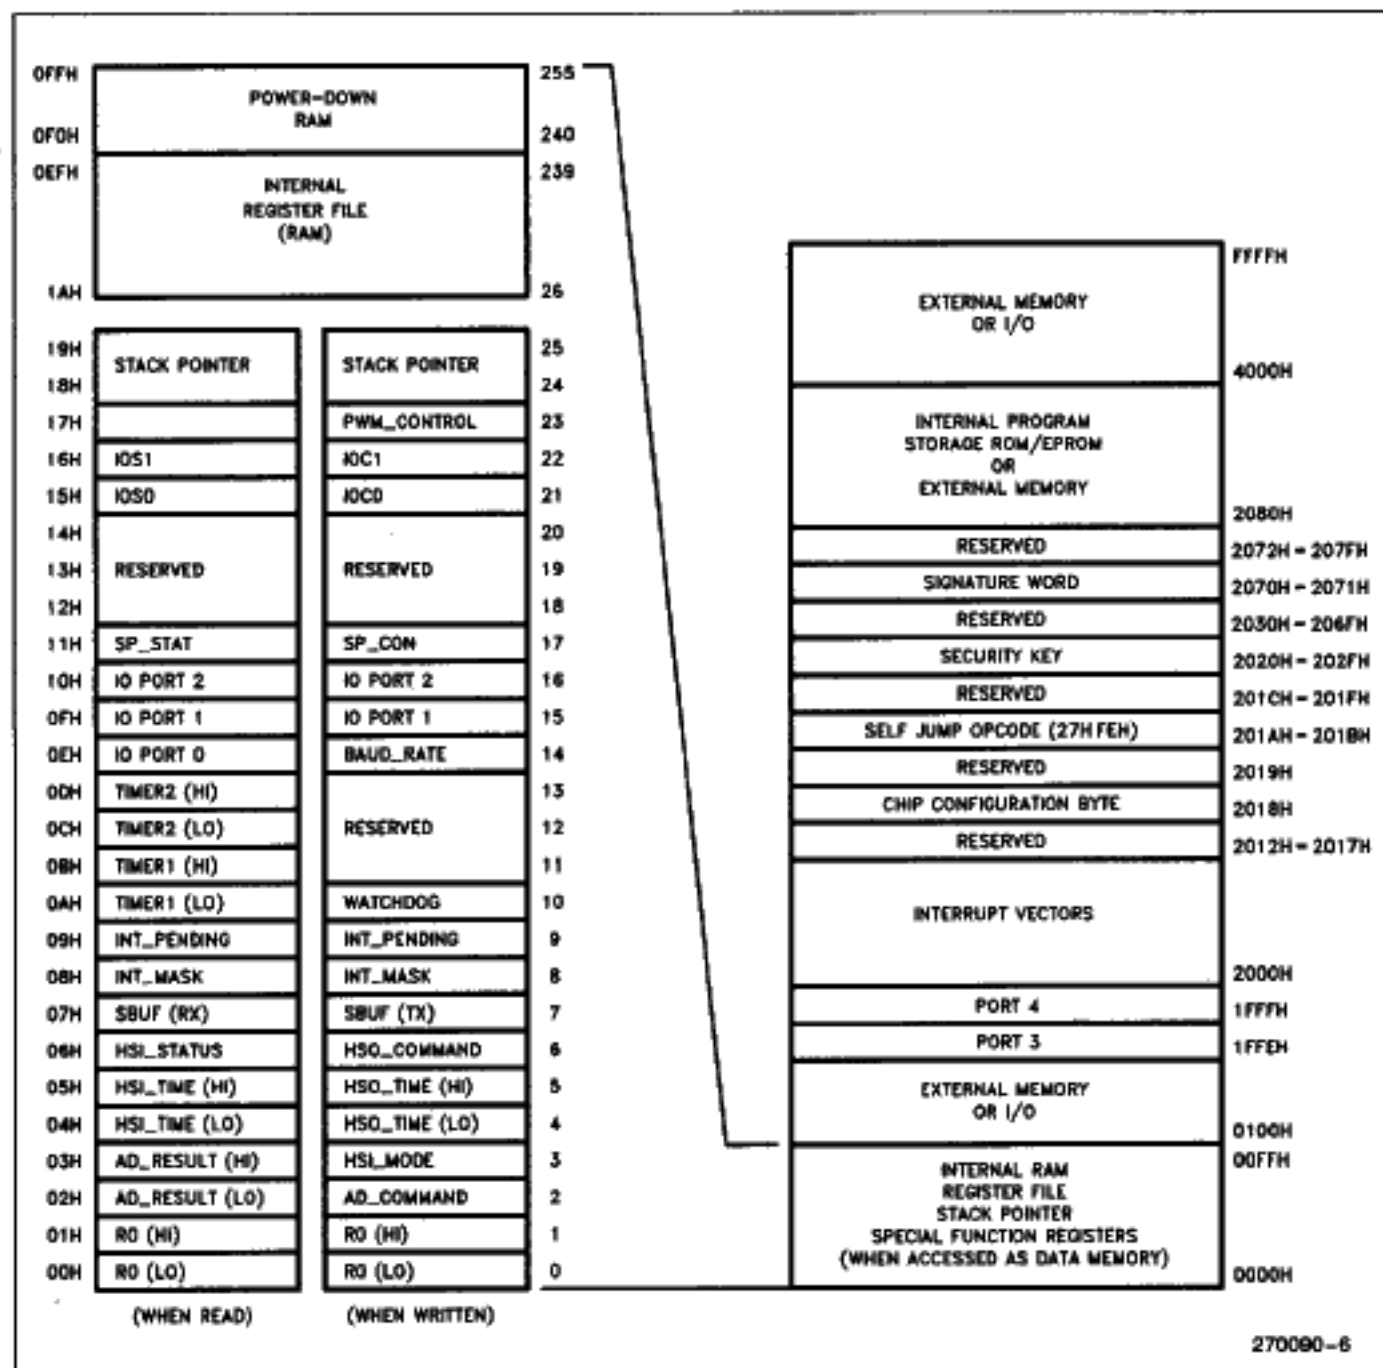 0FFH POWER-DOWN RAM 255
0F0H 240
0EFH INTERNAL 239
REGISTER FILE
(RAM)
1AH 26
19H STACK POINTER STACK POINTER 25
18H 24
17H PWM_CONTROL 23
16H IOS1 IOC1 22
15H IOS0 IOC0 21
14H 20
13H RESERVED RESERVED 19
12H 18
11H SP_STAT SP_CON 17
10H IO PORT 2 IO PORT 2 16
0FH IO PORT 1 IO PORT 1 15
0EH IO PORT 0 BAUD_RATE 14
0DH TIMER2 (HI) 13
0CH TIMER2 (LO) RESERVED 12
0BH TIMER1 (HI) 11
0AH TIMER1 (LO) WATCHDOG 10
09H INT_PENDING INT_PENDING 9
08H INT_MASK INT_MASK 8
07H SBUF (RX) SBUF (TX) 7
06H HSI_STATUS HSO_COMMAND 6
05H HSI_TIME (HI) HSO_TIME (HI) 5
04H HSI_TIME (LO) HSO_TIME (LO) 4
03H AD_RESULT (HI) HSI_MODE 3
02H AD_RESULT (LO) AD_COMMAND 2
01H R0 (HI) R0 (HI) 1
00H R0 (LO) R0 (LO) 0
(WHEN READ) (WHEN WRITTEN)
FFFFH
EXTERNAL MEMORY
OR I/O
4000H
INTERNAL PROGRAM
STORAGE ROM/EPROM
OR
EXTERNAL MEMORY
2080H
RESERVED 2072H - 207FH
SIGNATURE WORD 2070H - 2071H
RESERVED 2030H - 206FH
SECURITY KEY 2020H - 202FH
RESERVED 201CH - 201FH
SELF JUMP OPCODE (27H FEH) 201AH - 201BH
RESERVED 2019H
CHIP CONFIGURATION BYTE 2018H
RESERVED 2012H - 2017H
INTERRUPT VECTORS
2000H
PORT 4 1FFFH
PORT 3 1FFEH
EXTERNAL MEMORY
OR I/O
0100H
00FFH
INTERNAL RAM
REGISTER FILE
STACK POINTER
SPECIAL FUNCTION REGISTERS
(WHEN ACCESSED AS DATA MEMORY)
0000H
270090-6